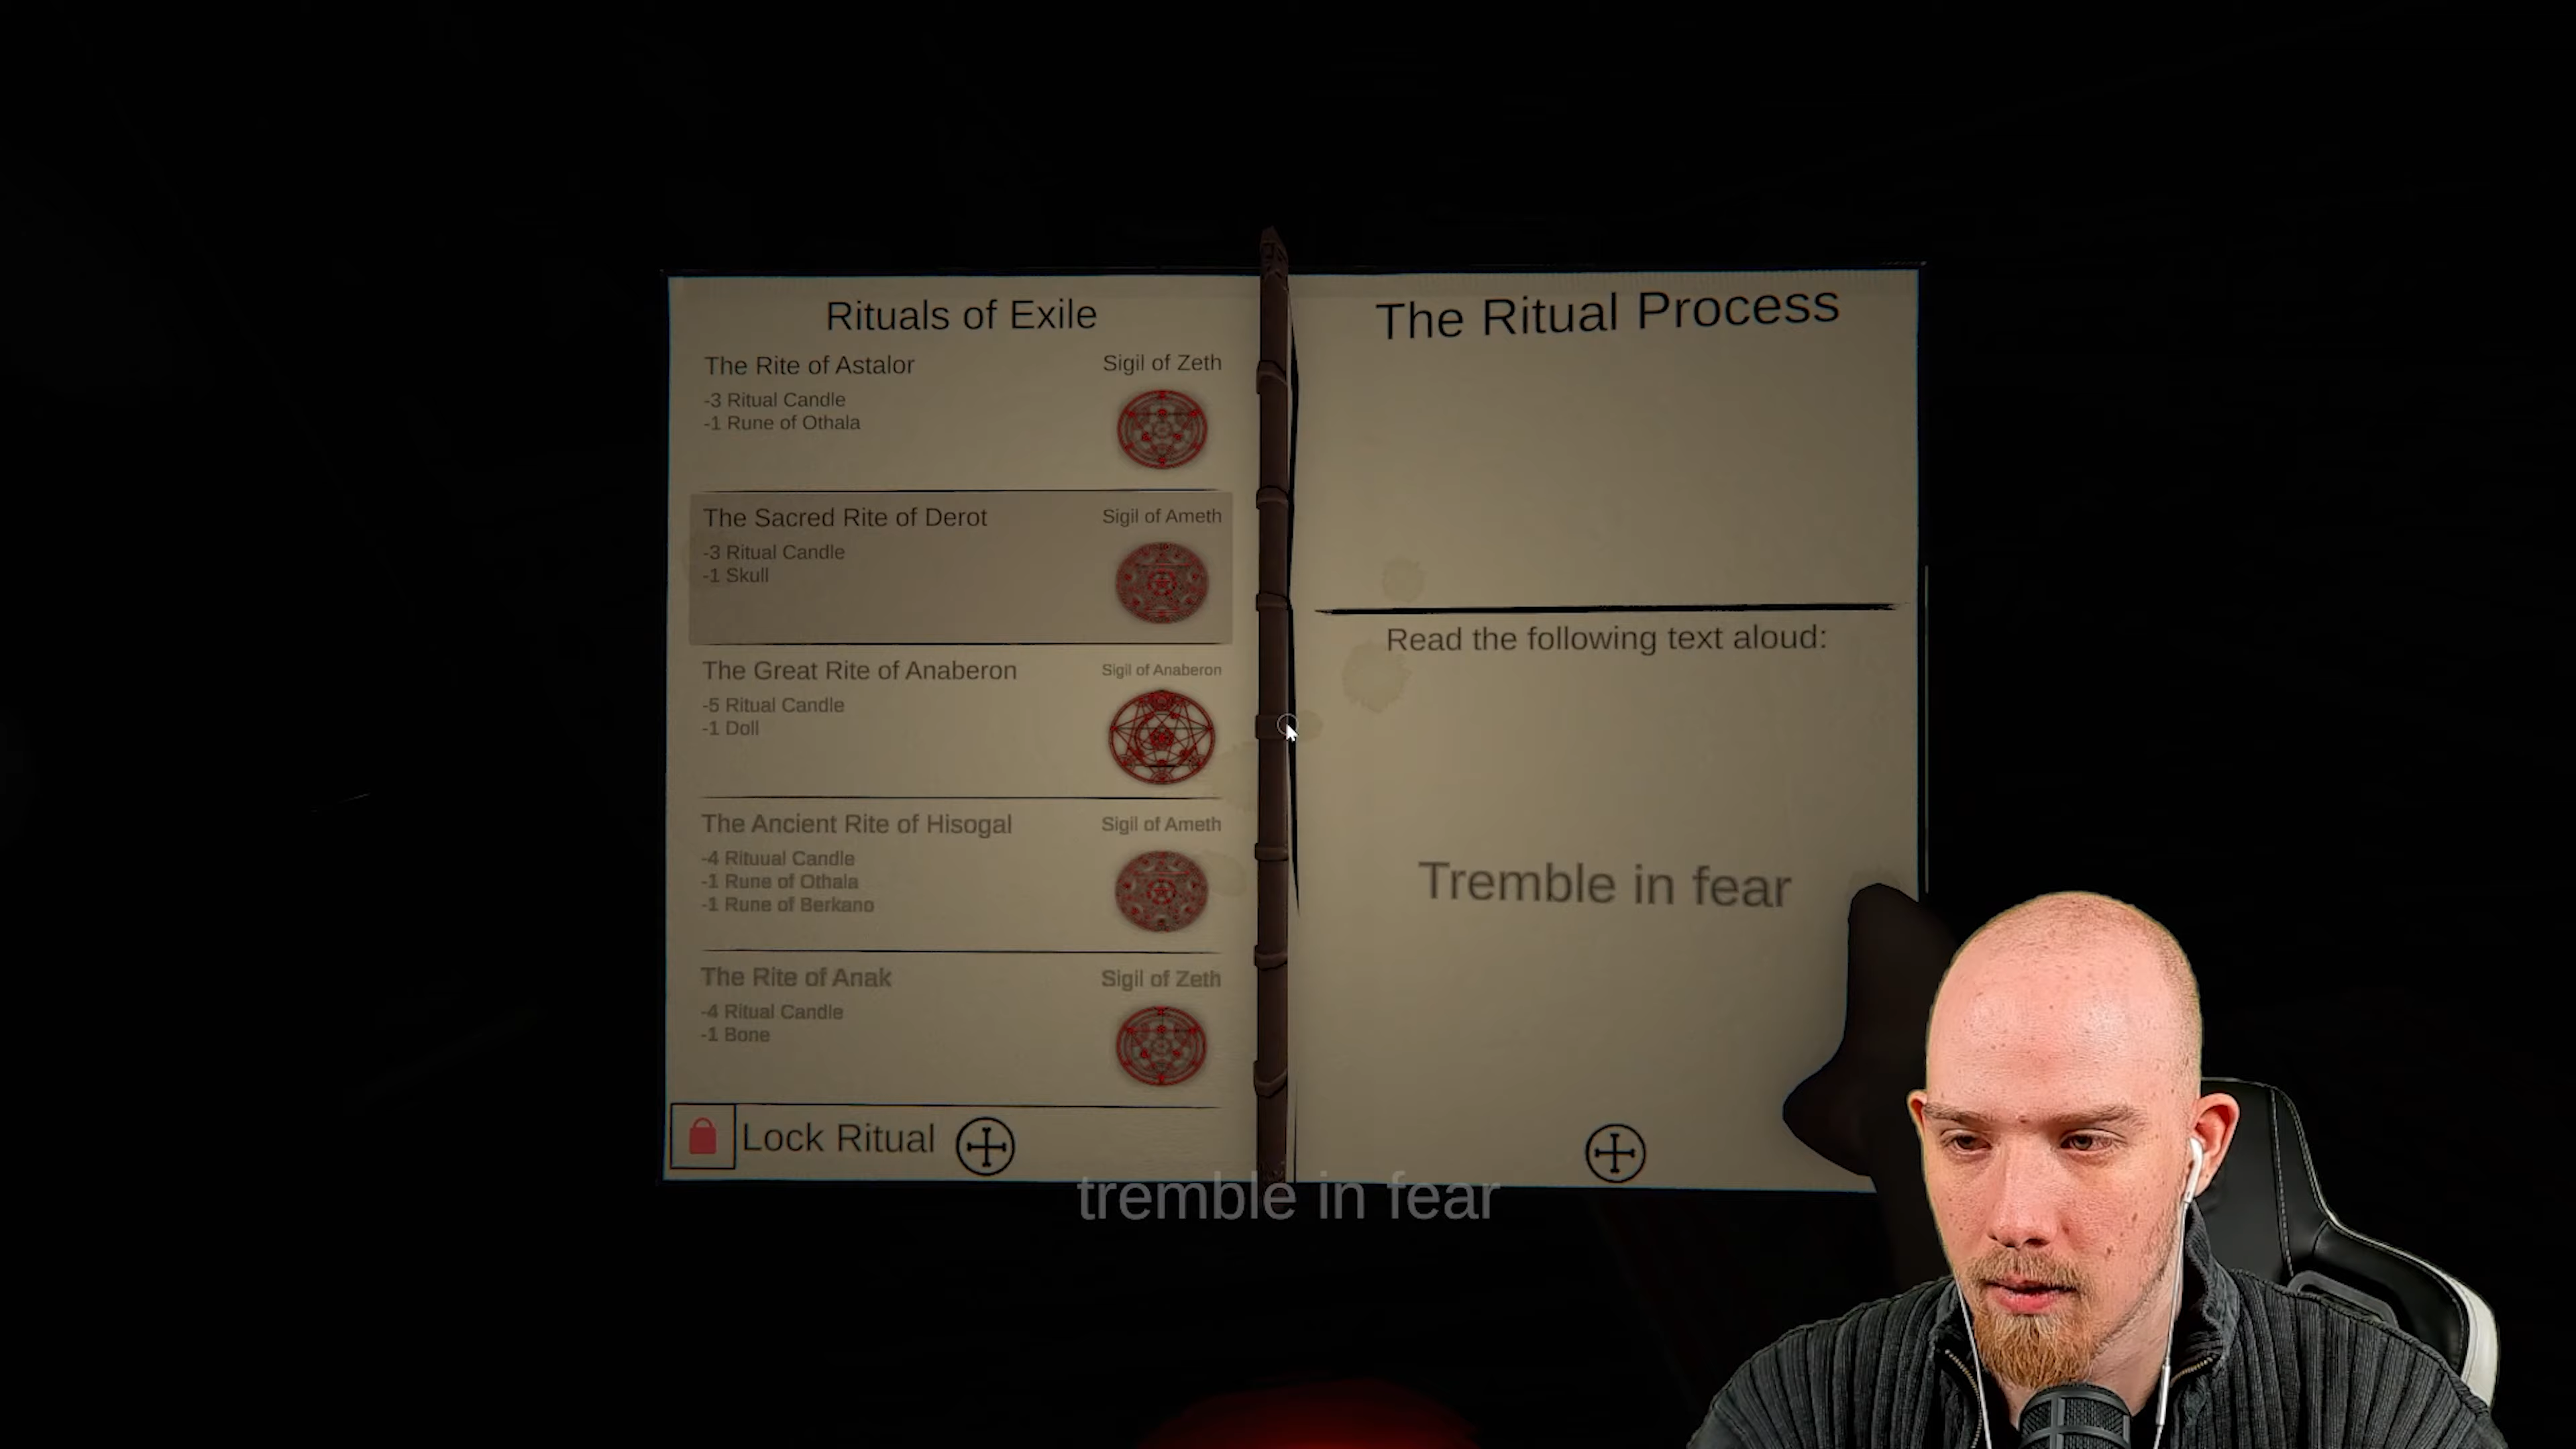 Rituals of Exile
The Rite of Astalor
Sigil of Zeth
-3 Ritual Candle
-1 Rune of Othala
The Sacred Rite of Derot
Sigil of Ameth
-3 Ritual Candle
-1 Skull
The Great Rite of Anaberon
Sigil of Anaberon
-5 Ritual Candle
-1 Doll
The Ancient Rite of Hisogal
Sigil of Ameth
-4 Rituual Candle
-1 Rune of Othala
-1 Rune of Berkano
The Rite of Anak
Sigil of Zeth
-4 Ritual Candle
-1 Bone
Lock Ritual
The Ritual Process
Read the following text aloud:
Tremble in fear
tremble in fear